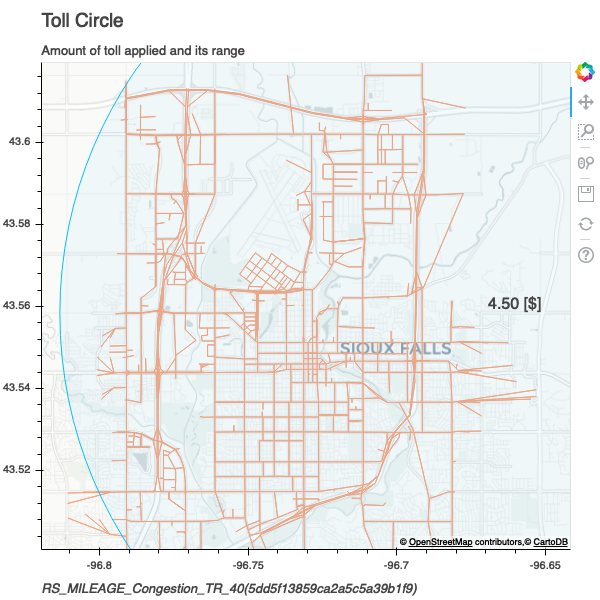 Toll Circle
Amount of toll applied and its range
43.6
43.58
43.56
4.50 [$]
SIOUX FALLS
43.54
43.52
© OpenStreetMap contributors,© CartoDB
-96.8
-96.75
-96.7
-96.65
RS_MILEAGE_Congestion_TR_40(5dd5f13859ca2a5c5a39b1f9)